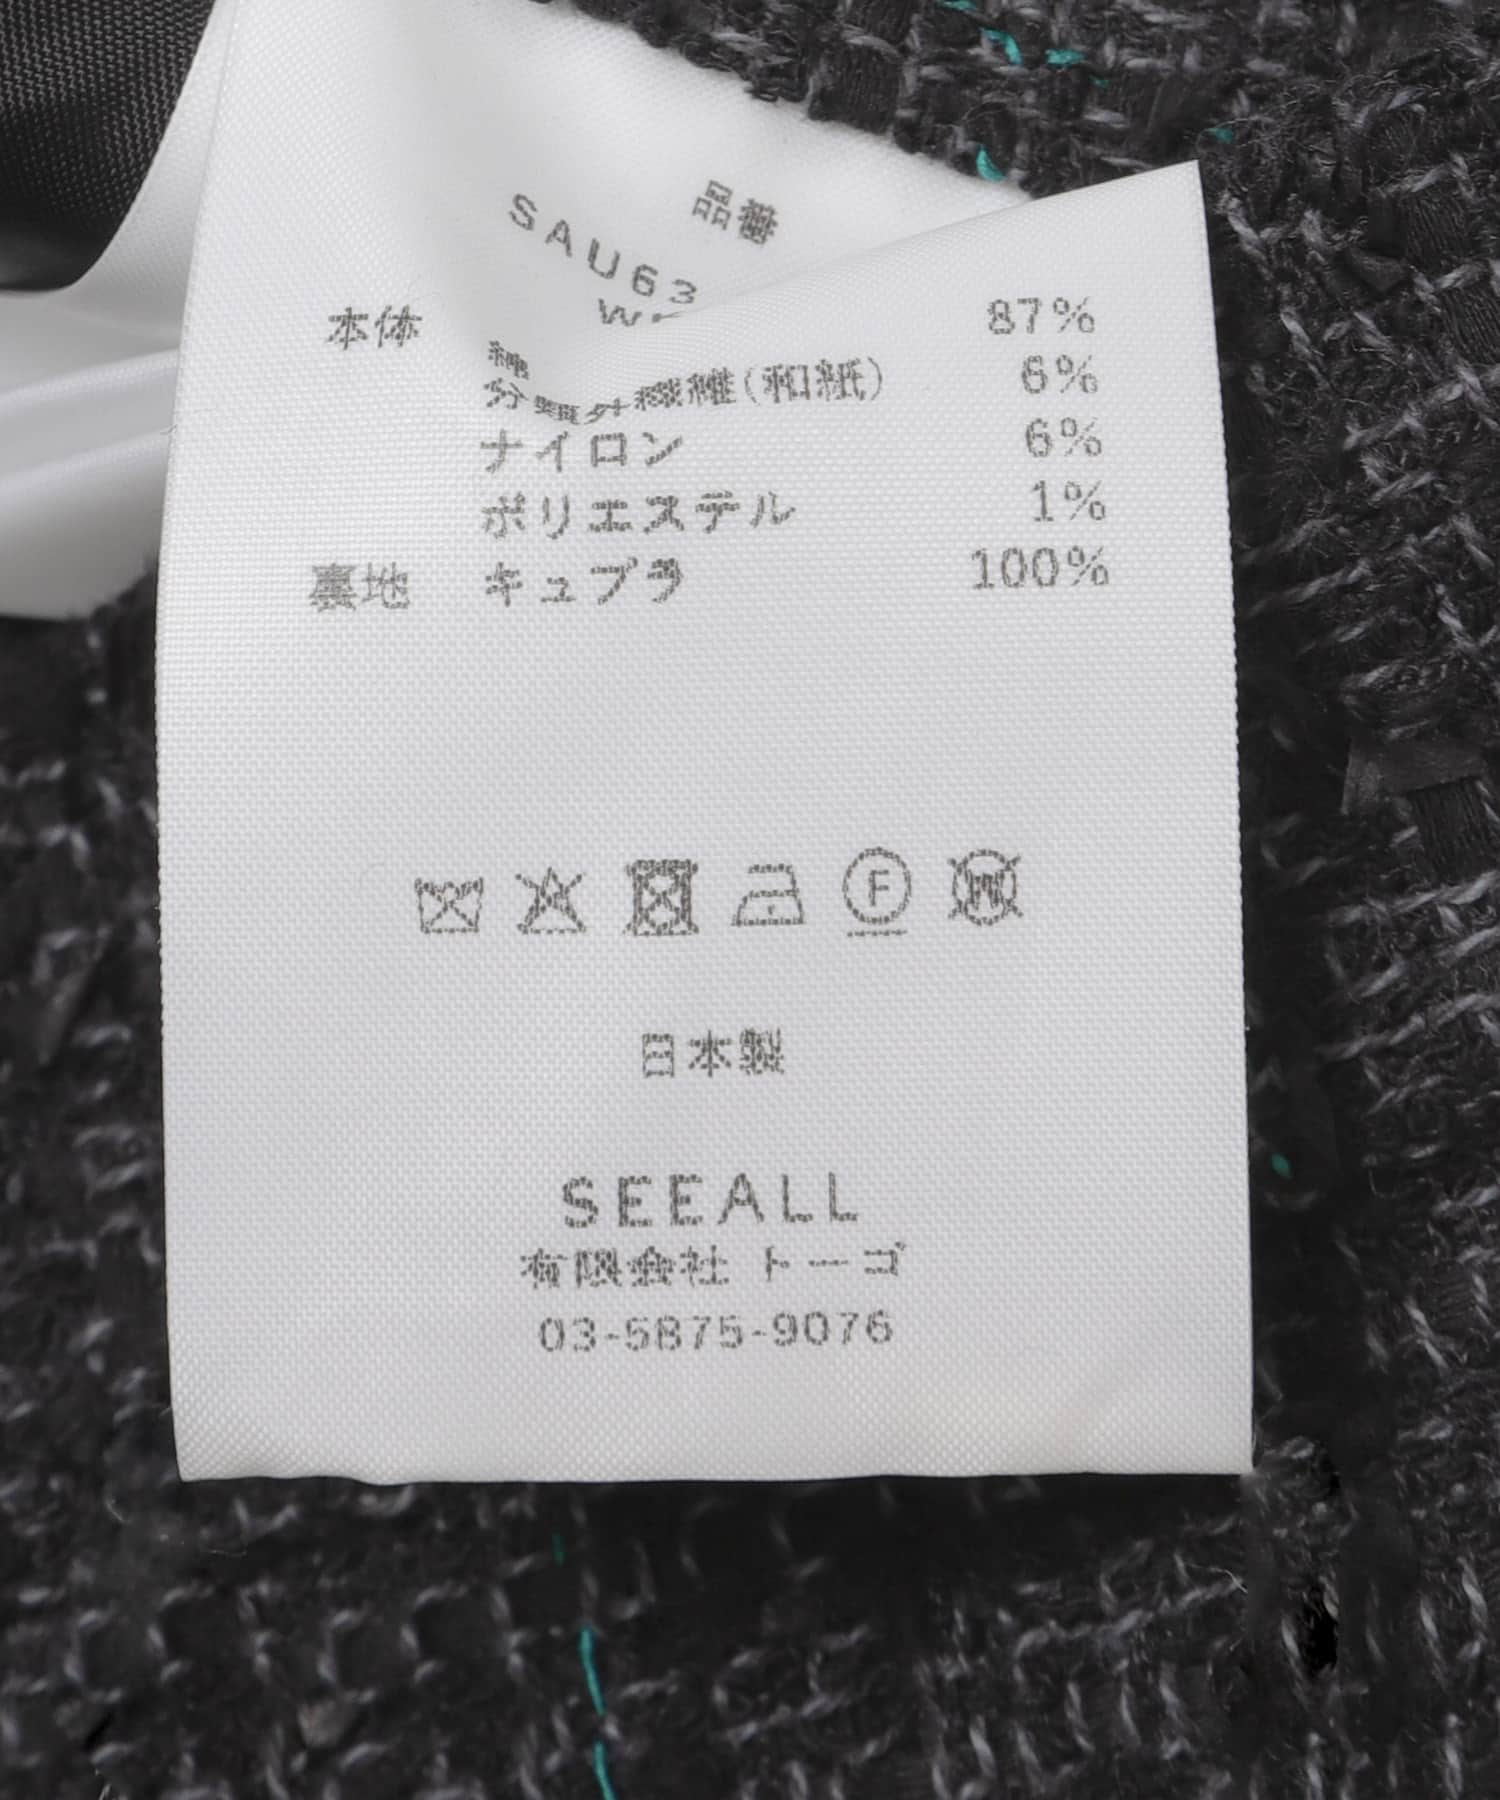 品番
SAU63
本体 綿 87%
分類外繊維(和紙) 6%
ナイロン 6%
ポリエステル 1%
裏地 キュプラ 100%
F W
日本製
SEEALL
有限会社 トーゴ
03-5875-9076